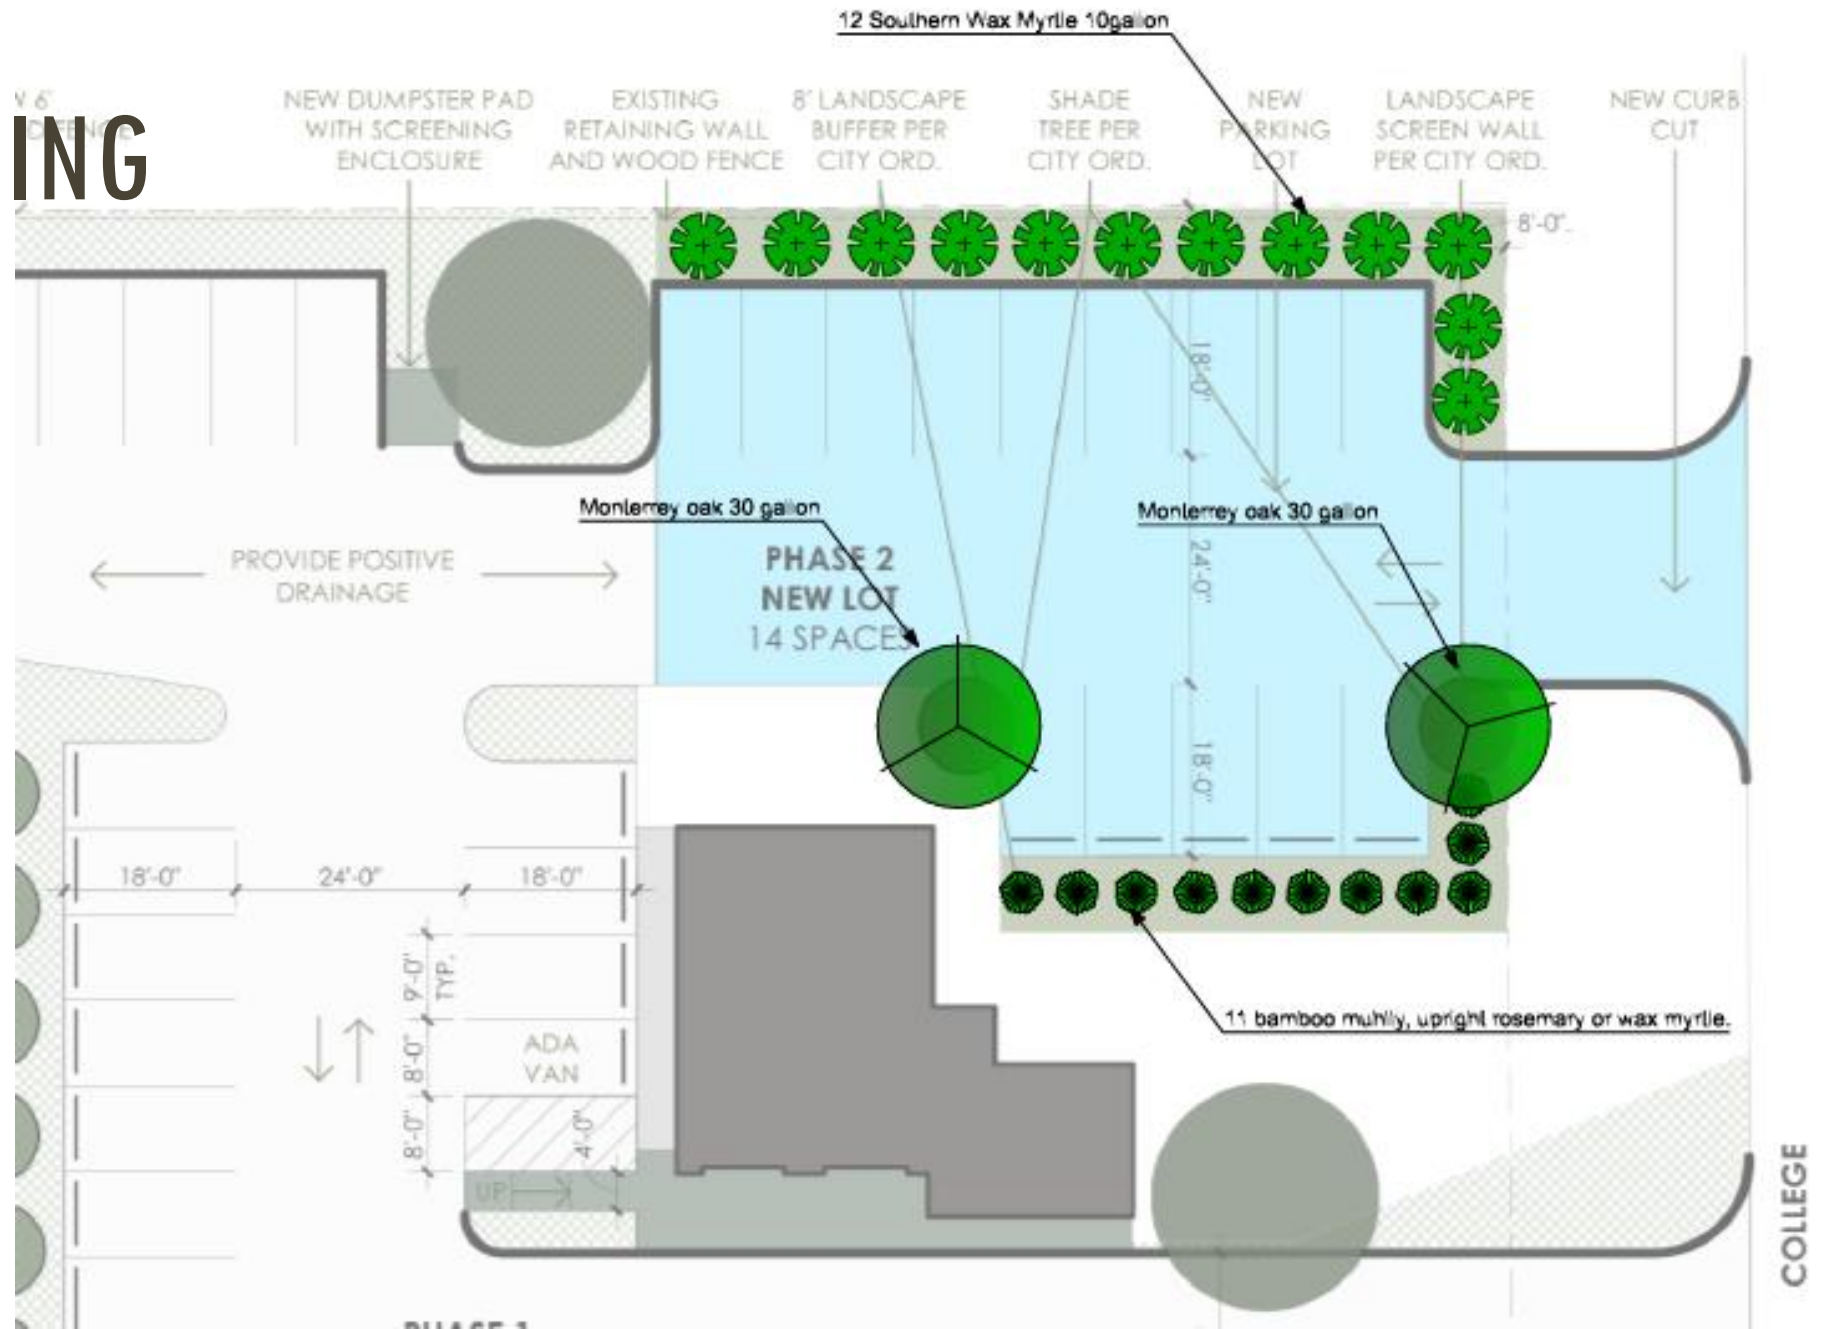 12 Southern Wax Myrtle 10gallon
ING
NEW DUMPSTER PAD
WITH SCREENING
ENCLOSURE
EXISTING
RETAINING WALL
AND WOOD FENCE
8' LANDSCAPE
BUFFER PER
CITY ORD.
SHADE
TREE PER
CITY ORD.
NEW
PARKING
LOT
LANDSCAPE
SCREEN WALL
PER CITY ORD.
NEW CURB
CUT
6'
FENCE
8'-0"
18'-0"
Monterrey oak 30 gallon
Monterrey oak 30 gallon
PROVIDE POSITIVE
DRAINAGE
PHASE 2
NEW LOT
14 SPACES
24'-0"
18'-0"
18'-0"
24'-0"
18'-0"
9'-0"
TYP.
11 bamboo muhlly, upright rosemary or wax myrtle.
8'-0"
ADA
VAN
8'-0"
4'-0"
UP
COLLEGE
PHASE 1